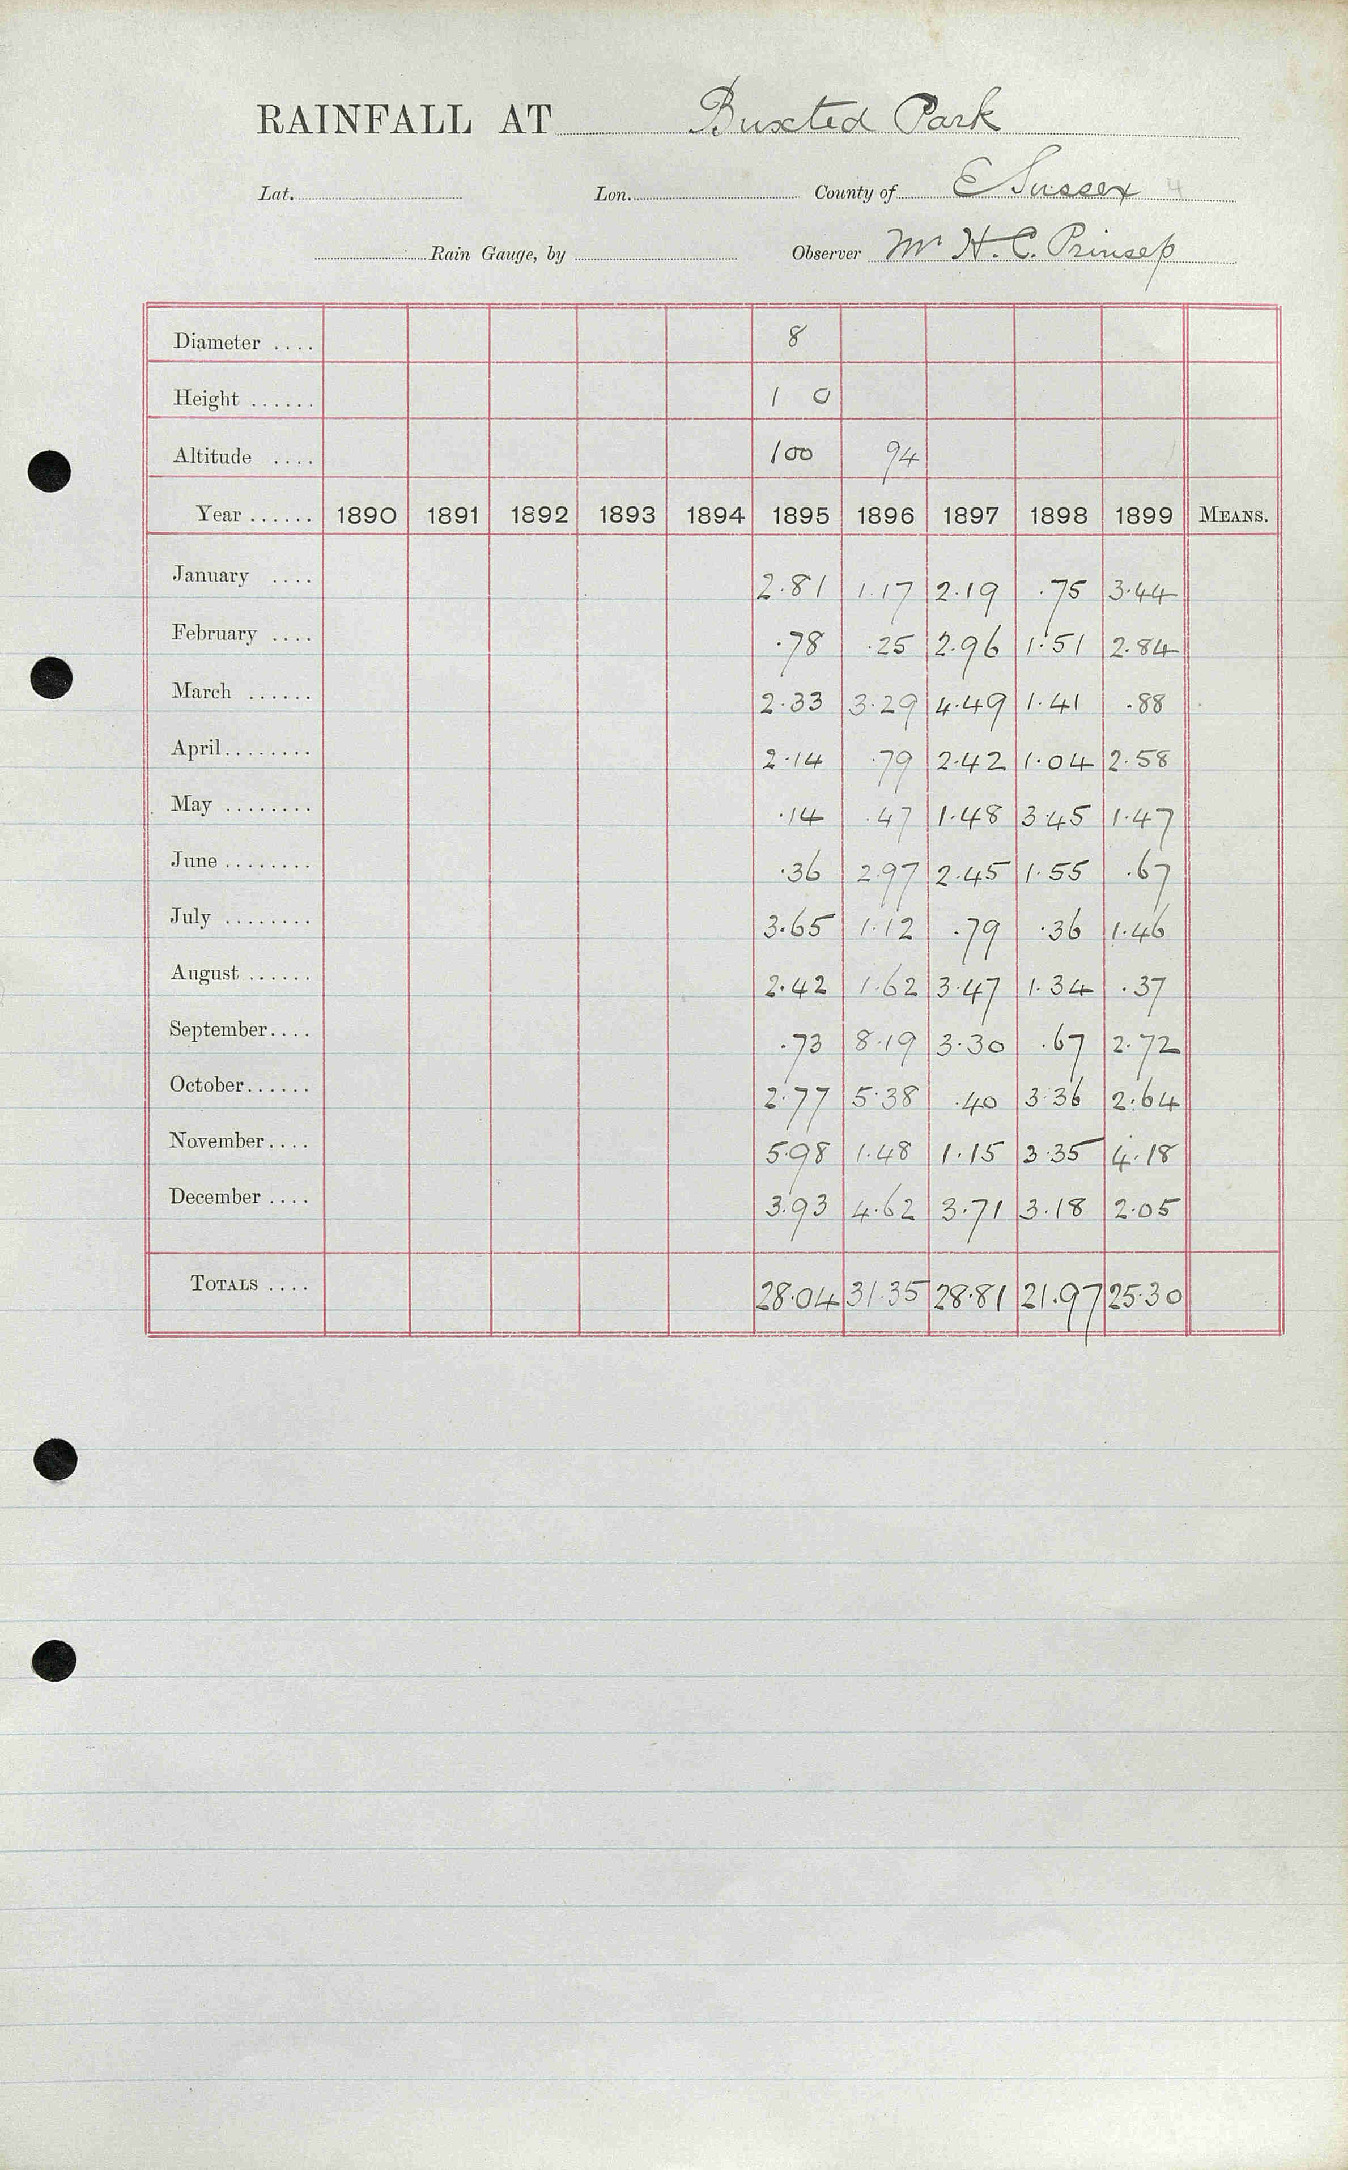 RAINFALL AT Buxted Park
Lat. Lon. County of E Sussex 4
Rain Gauge, by Observer Mr H. C. Prinsep
Diameter .... 8
Height ...... 1 0
Altitude .... 100 94
Year ...... 1890 1891 1892 1893 1894 1895 1896 1897 1898 1899 MEANS.
January .... 2.81 1.17 2.19 .75 3.44
February .... .78 .25 2.96 1.51 2.84
March ...... 2.33 3.29 4.49 1.41 .88
April ........ 2.14 .79 2.42 1.04 2.58
May ........ .14 .47 1.48 3.45 1.47
June ........ .36 2.97 2.45 1.55 .67
July ........ 3.65 1.12 .79 .36 1.46
August ...... 2.42 1.62 3.47 1.34 .37
September .... .73 8.19 3.30 .67 2.72
October ...... 2.77 5.38 .40 3.36 2.64
November .... 5.98 1.48 1.15 3.35 4.18
December .... 3.93 4.62 3.71 3.18 2.05
TOTALS .... 28.04 31.35 28.81 21.97 25.30